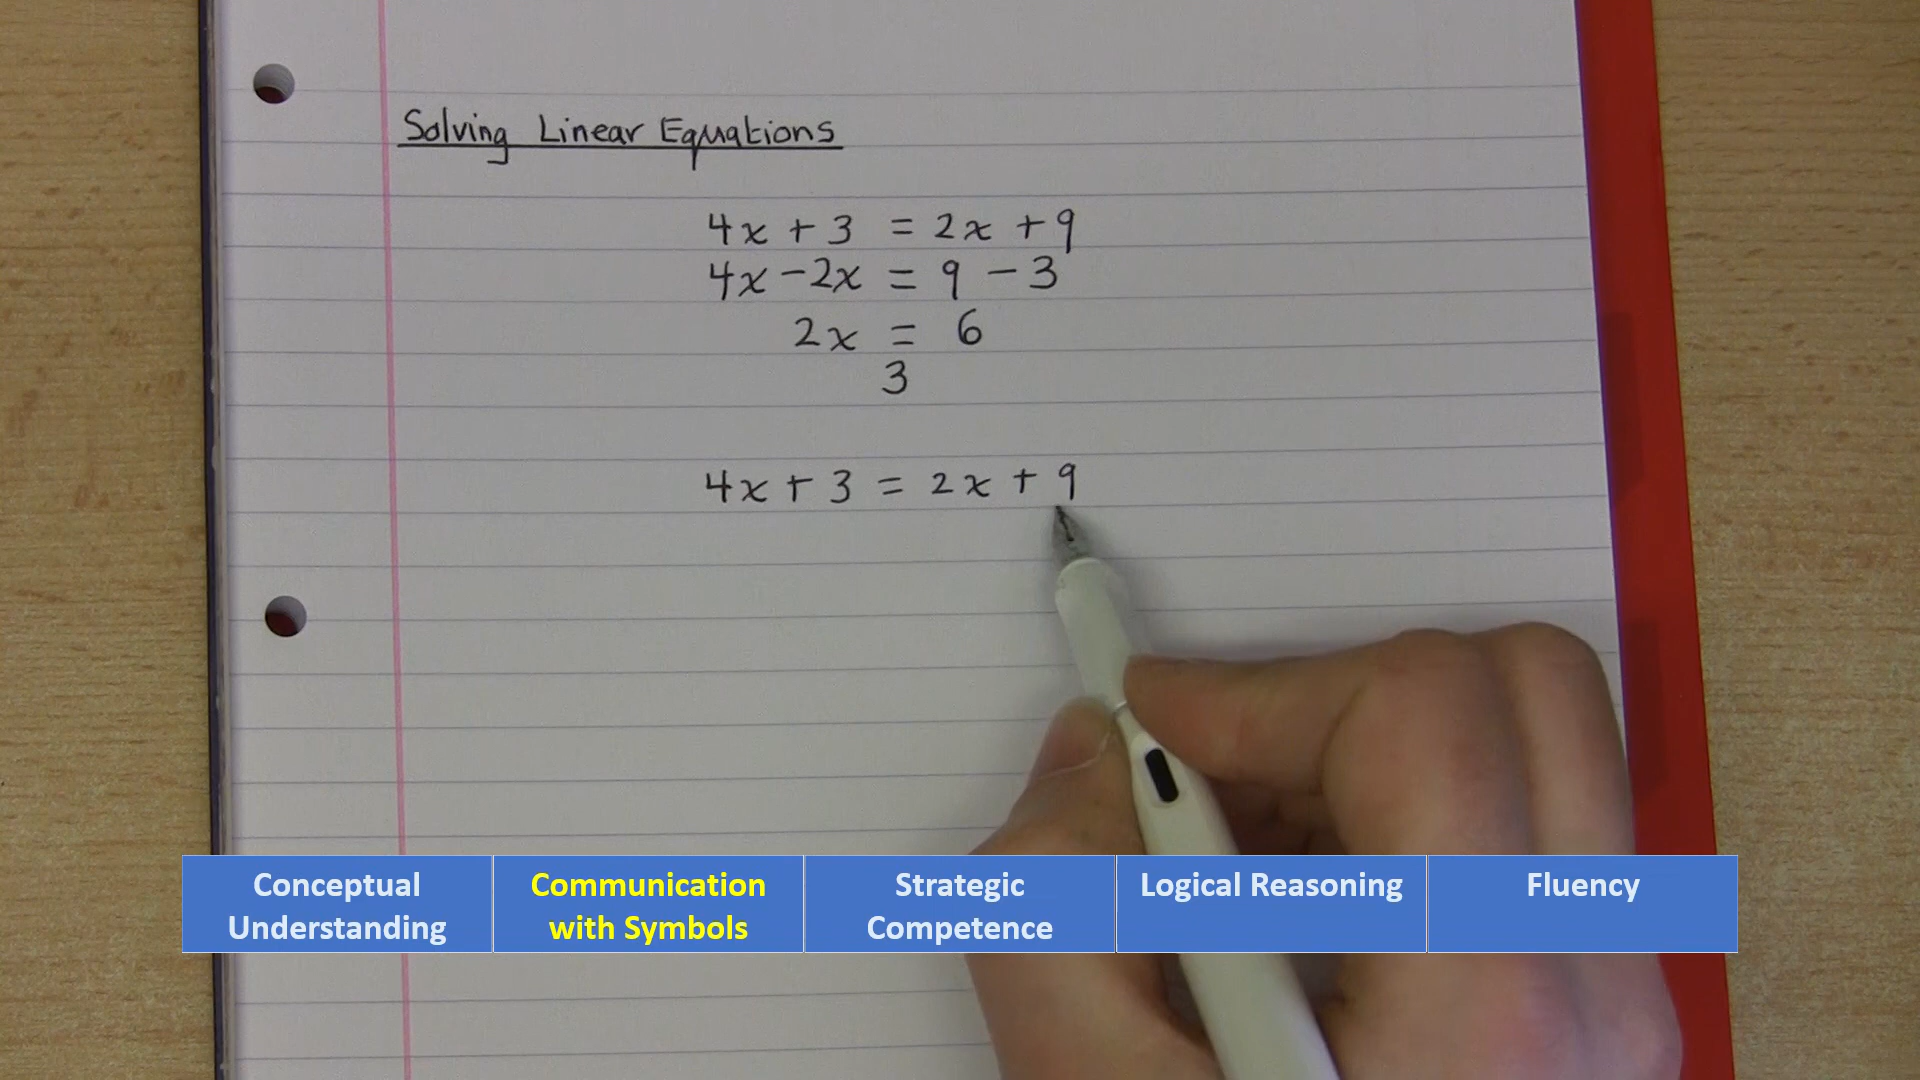 Solving Linear Equations
4x + 3 = 2x + 9
4x - 2x = 9 - 3
2x = 6
3
4x + 3 = 2x + 9
Conceptual
Understanding
Communication
with Symbols
Strategic
Competence
Logical Reasoning
Fluency